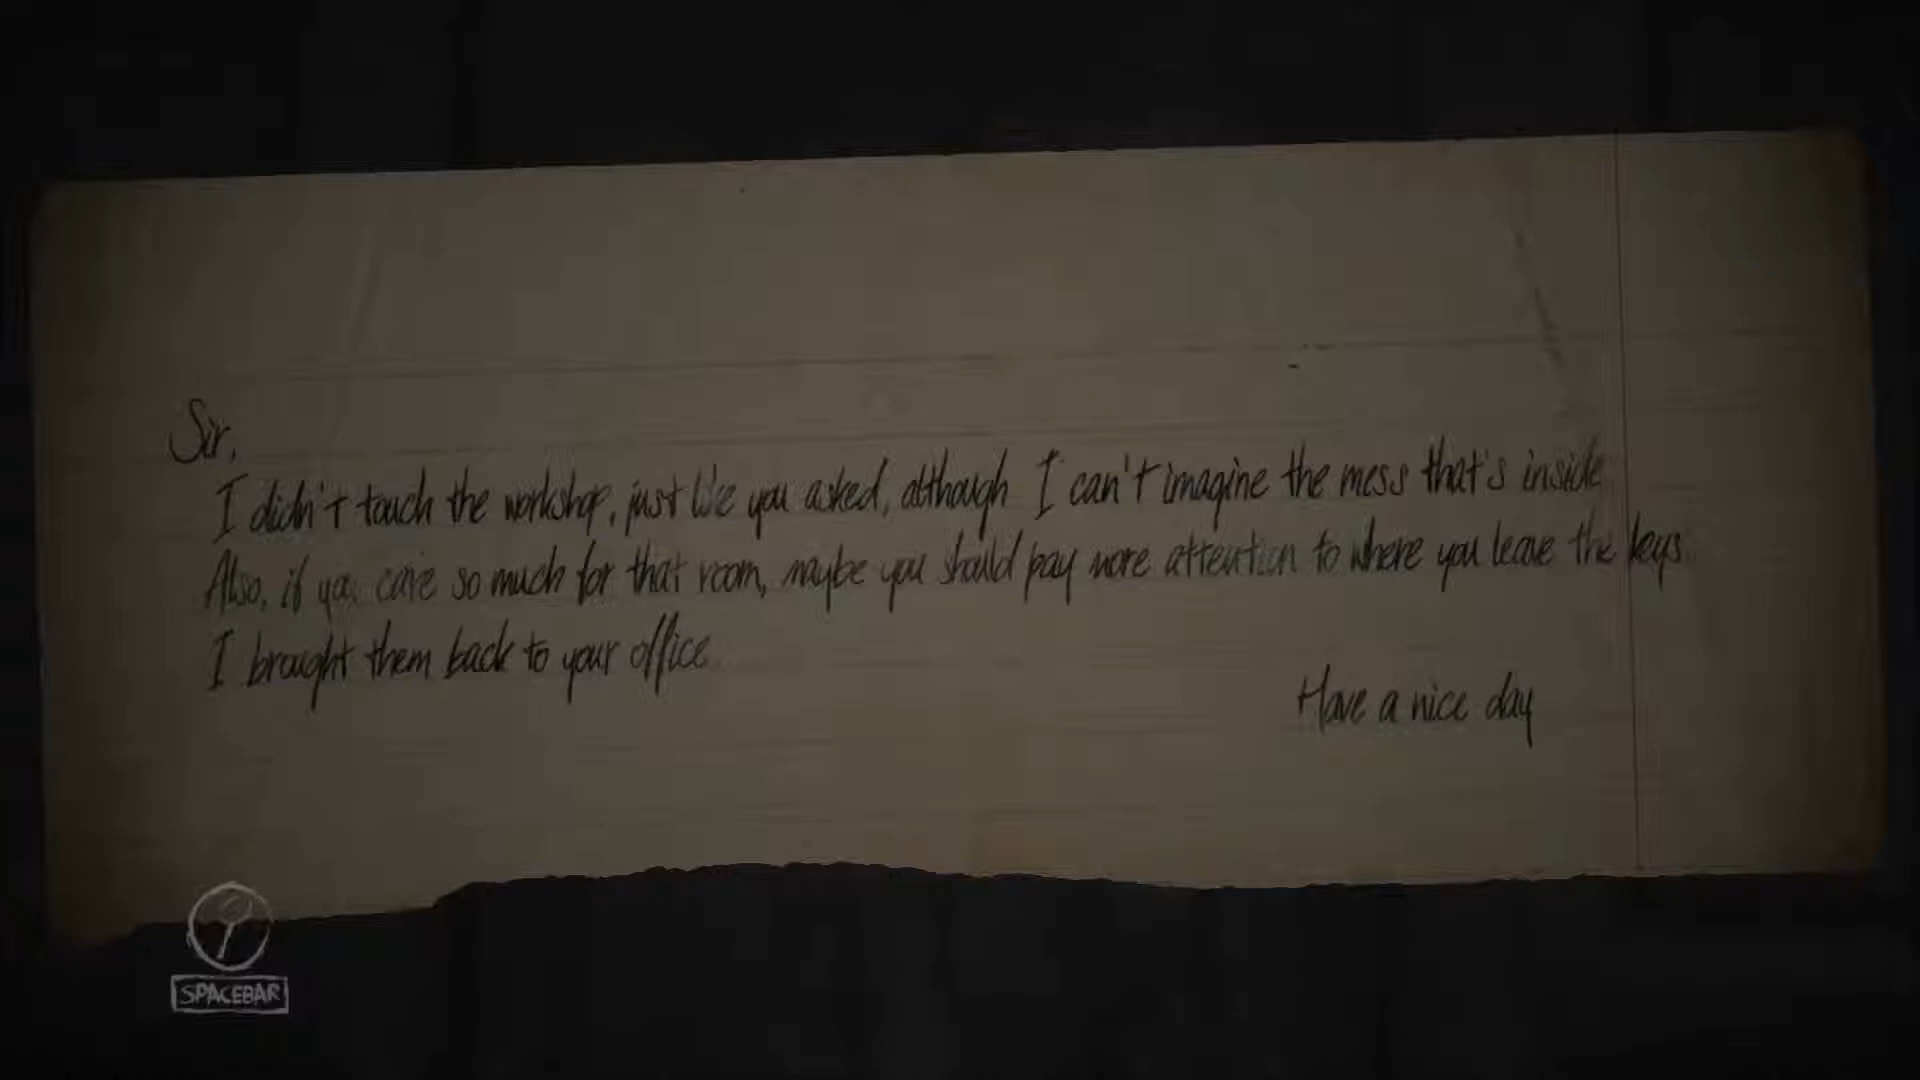 Sir,
I didn't touch the workshop, just like you asked, although I can't imagine the mess that's inside
Also, if you care so much for that room, maybe you should pay more attention to where you leave the keys.
I brought them back to your office.
Have a nice day
SPACEBAR